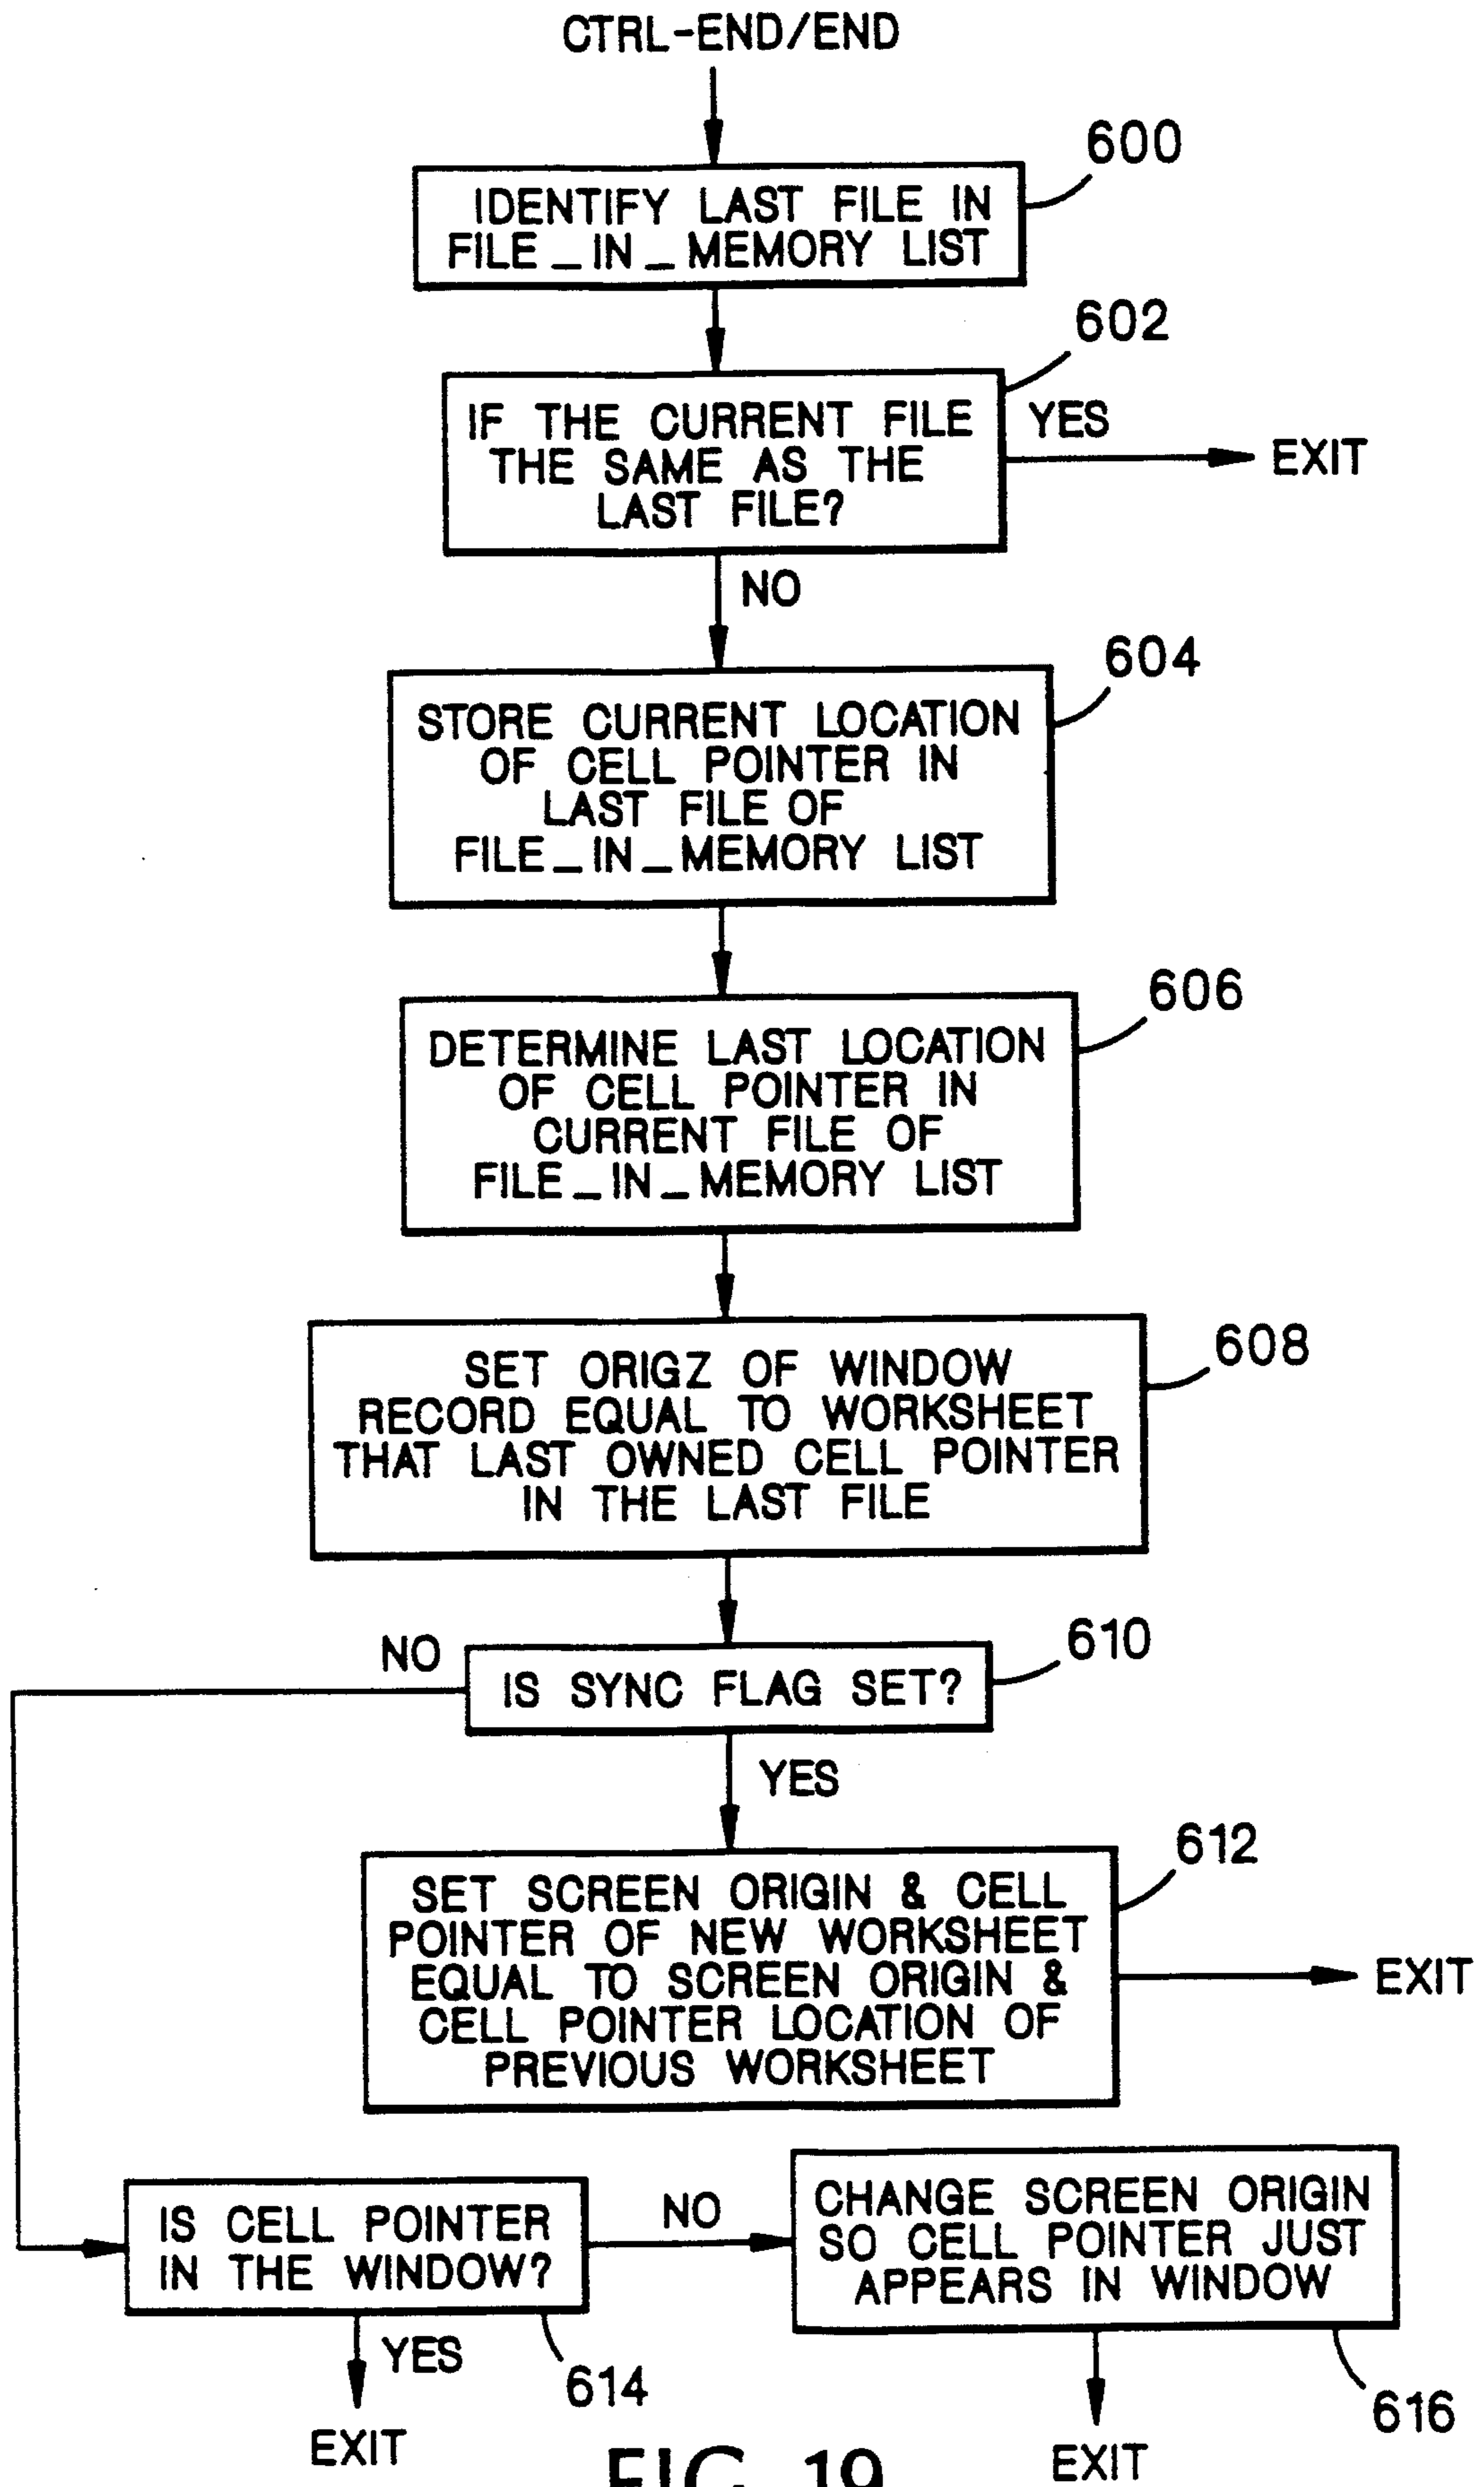 CTRL-END/END
600
IDENTIFY LAST FILE IN
FILE_IN_MEMORY LIST
602
IF THE CURRENT FILE
THE SAME AS THE
LAST FILE?
YES
EXIT
NO
604
STORE CURRENT LOCATION
OF CELL POINTER IN
LAST FILE OF
FILE_IN_MEMORY LIST
606
DETERMINE LAST LOCATION
OF CELL POINTER IN
CURRENT FILE OF
FILE_IN_MEMORY LIST
608
SET ORIGZ OF WINDOW
RECORD EQUAL TO WORKSHEET
THAT LAST OWNED CELL POINTER
IN THE LAST FILE
610
NO
IS SYNC FLAG SET?
YES
612
SET SCREEN ORIGIN & CELL
POINTER OF NEW WORKSHEET
EQUAL TO SCREEN ORIGIN &
CELL POINTER LOCATION OF
PREVIOUS WORKSHEET
EXIT
IS CELL POINTER
IN THE WINDOW?
NO
CHANGE SCREEN ORIGIN
SO CELL POINTER JUST
APPEARS IN WINDOW
YES
614
616
EXIT
EXIT
FIG. 19